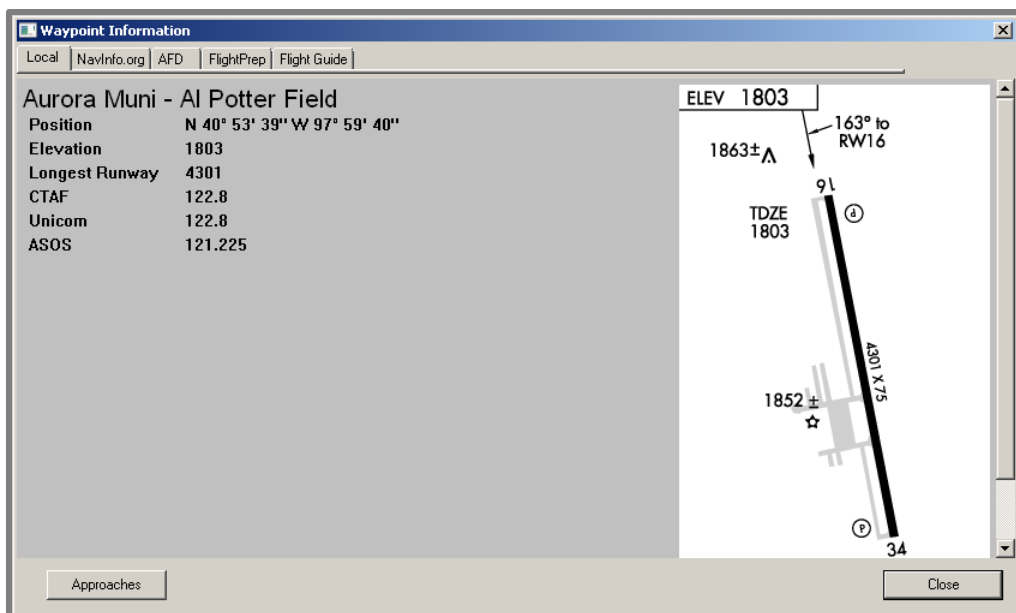 Waypoint Information
Local NavInfo.org AFD FlightPrep Flight Guide
Aurora Muni - Al Potter Field
Position N 40° 53' 39" W 97° 59' 40"
Elevation 1803
Longest Runway 4301
CTAF 122.8
Unicom 122.8
ASOS 121.225
ELEV 1803
163° to
RW16
1863±
16
P
TDZE
1803
4301 X 75
1852 ±
P
34
Approaches
Close